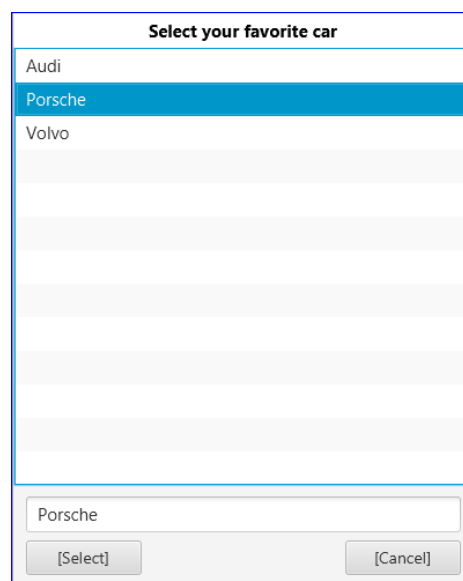 Select your favorite car
Audi
Porsche
Volvo
Porsche
[Select] [Cancel]